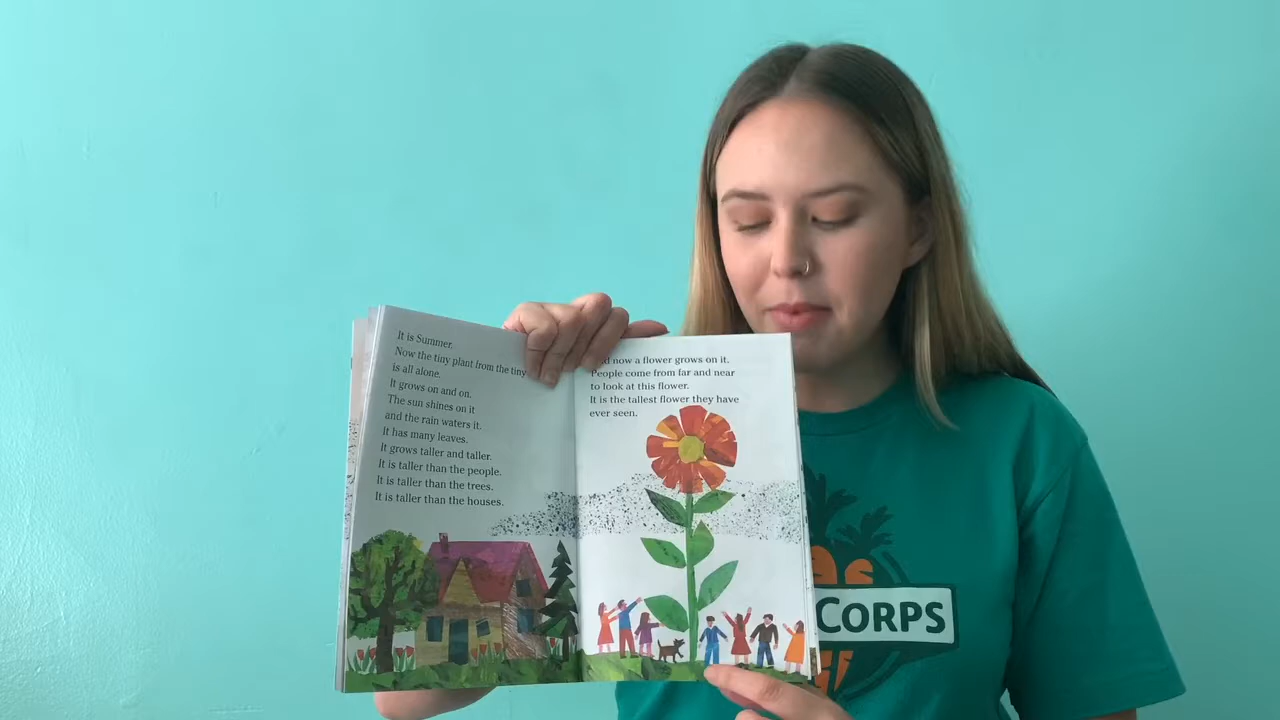 It is Summer.
Now the tiny plant from the tiny
is all alone.
It grows on and on.
The sun shines on it
and the rain waters it.
It has many leaves.
It grows taller and taller.
It is taller than the people.
It is taller than the trees.
It is taller than the houses.
now a flower grows on it.
People come from far and near
to look at this flower.
It is the tallest flower they have
ever seen.
CORPS